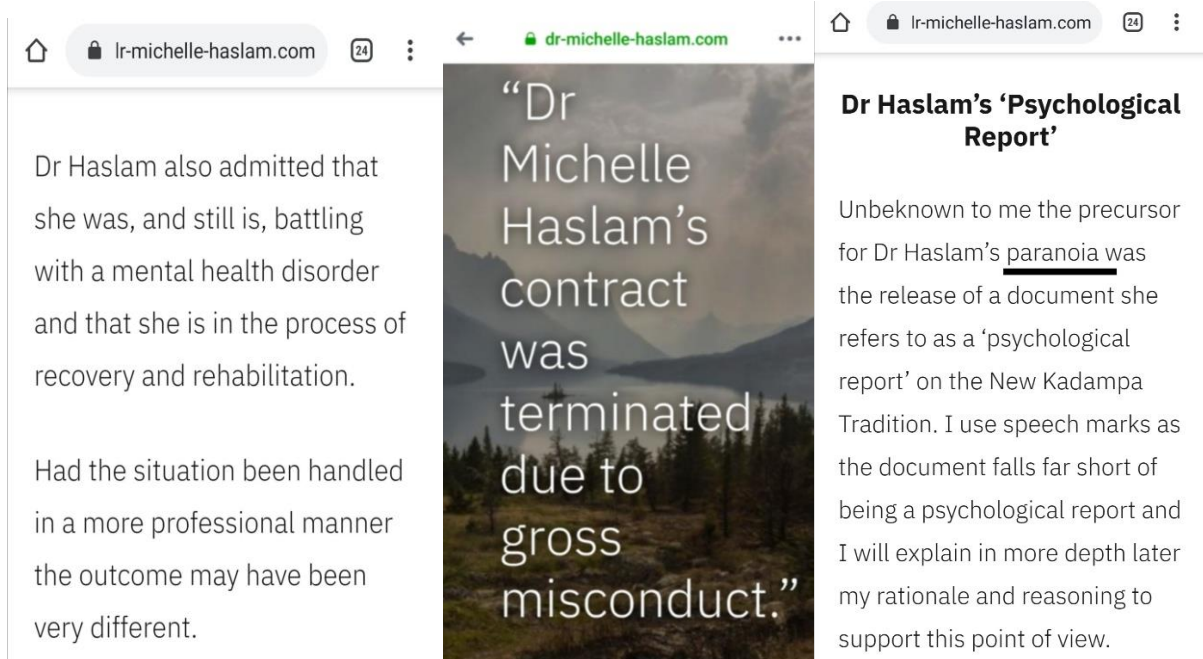 lr-michelle-haslam.com
24
Dr Haslam also admitted that
she was, and still is, battling
with a mental health disorder
and that she is in the process of
recovery and rehabilitation.
Had the situation been handled
in a more professional manner
the outcome may have been
very different.
dr-michelle-haslam.com
“Dr
Michelle
Haslam’s
contract
was
terminated
due to
gross
misconduct.”
lr-michelle-haslam.com
24
Dr Haslam’s ‘Psychological
Report’
Unbeknown to me the precursor
for Dr Haslam’s paranoia was
the release of a document she
refers to as a ‘psychological
report’ on the New Kadampa
Tradition. I use speech marks as
the document falls far short of
being a psychological report and
I will explain in more depth later
my rationale and reasoning to
support this point of view.